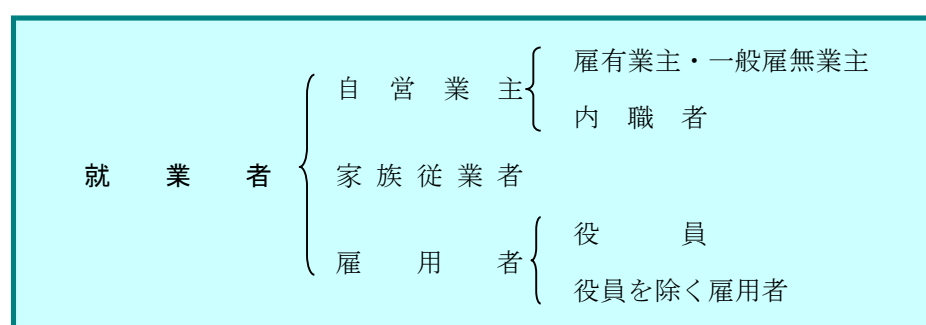 雇有業主・一般雇無業主
自営業主
内職者
就業者
家族従業者
役員
雇用者
役員を除く雇用者